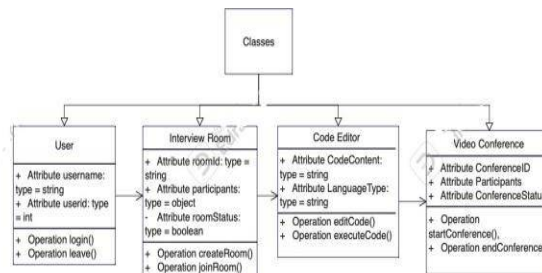 Classes
User
+ Attribute username:
type = string
+ Attribute userid: type
= int
+ Operation login()
+ Operation leave()
Interview Room
+ Attribute roomId: type =
string
+ Attribute participants:
type = object
- Attribute roomStatus:
type = boolean
+ Operation createRoom()
+ Operation joinRoom()
Code Editor
+ Attribute CodeContent:
type = string
+ Attribute LanguageType:
type = string
+ Operation editCode()
+ Operation executeCode()
Video Conference
+ Attribute ConferenceID
+ Attribute Participants
+ Attribute ConferenceStatu
+ Operation
startConference(),
+ Operation endConference